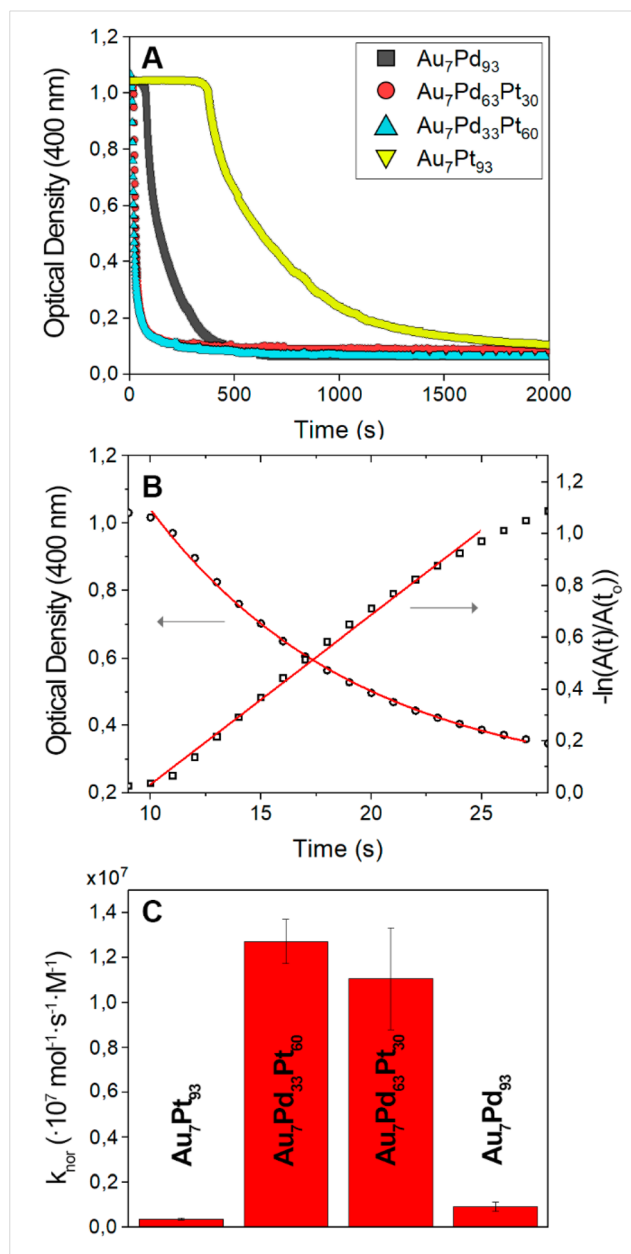 A
1,2
1,0
0,8
0,6
0,4
0,2
0,0
Optical Density (400 nm)
Au₇Pd₉₃
Au₇Pd₆₃Pt₃₀
Au₇Pd₃₃Pt₆₀
Au₇Pt₉₃
0 500 1000 1500 2000
Time (s)
B
1,2
1,0
0,8
0,6
0,4
0,2
Optical Density (400 nm)
1,2
1,0
0,8
0,6
0,4
0,2
0,0
-ln(A(t)/A(tₒ))
10 15 20 25
Time (s)
x10⁷
C
1,4
1,2
1,0
0,8
0,6
0,4
0,2
0,0
kₙₒᵣ (·10⁷ mol⁻¹·s⁻¹·M⁻¹)
Au₇Pt₉₃
Au₇Pd₃₃Pt₆₀
Au₇Pd₆₃Pt₃₀
Au₇Pd₉₃